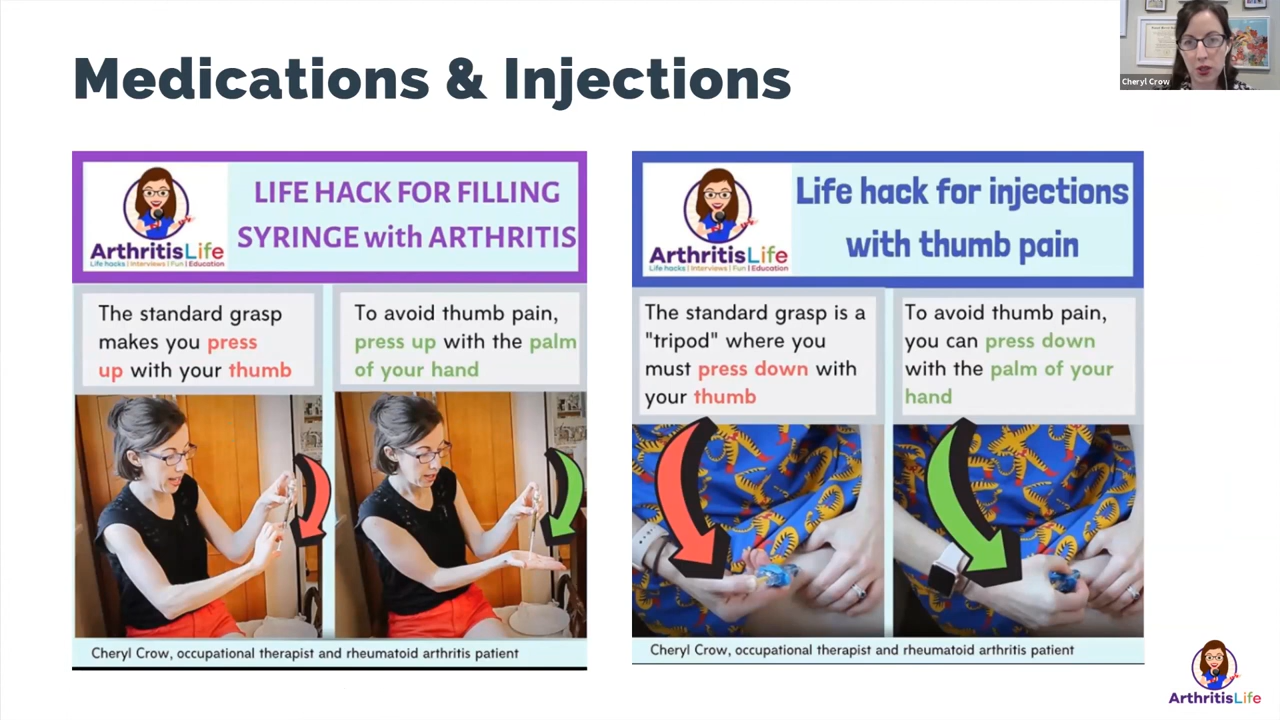 Medications & Injections
Cheryl Crow
ArthritisLife
Life hacks | Interviews | Fun | Education
LIFE HACK FOR FILLING
SYRINGE with ARTHRITIS
The standard grasp
makes you press
up with your thumb
To avoid thumb pain,
press up with the palm
of your hand
Cheryl Crow, occupational therapist and rheumatoid arthritis patient
ArthritisLife
Life hacks | Interviews | Fun | Education
Life hack for injections
with thumb pain
The standard grasp is a
"tripod" where you
must press down with
your thumb
To avoid thumb pain,
you can press down
with the palm of your
hand
Cheryl Crow, occupational therapist and rheumatoid arthritis patient
ArthritisLife